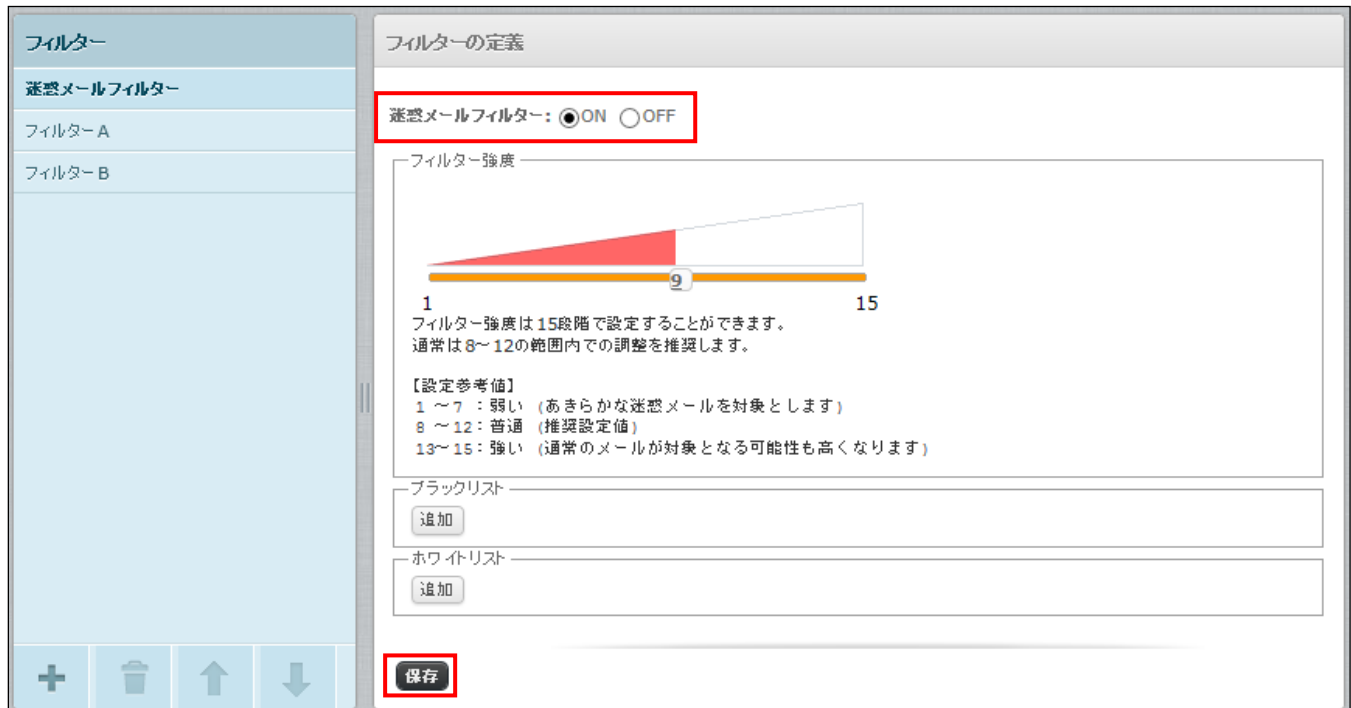 フィルター
迷惑メールフィルター
フィルターA
フィルターB
フィルターの定義
迷惑メールフィルター: ON OFF
フィルター強度
9
1 15
フィルター強度は15段階で設定することができます。
通常は8~12の範囲内での調整を推奨します。
【設定参考値】
1 ~7 :弱い (あきらかな迷惑メールを対象とします)
8 ~12:普通 (推奨設定値)
13~15:強い (通常のメールが対象となる可能性も高くなります)
ブラックリスト
追加
ホワイトリスト
追加
保存